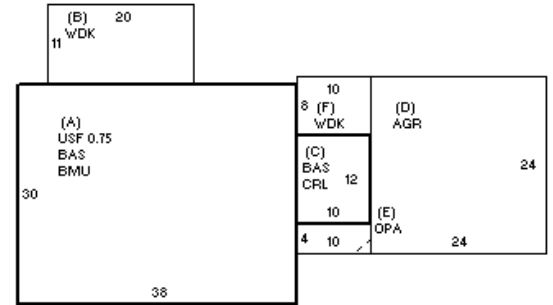 (B) 20
11 WDK
10
8 (F)
WDK
(D)
AGR
(A)
USF 0.75
BAS
BMU
(C)
BAS
CRL 12
24
30
10
(E)
OPA
4 10
24
38